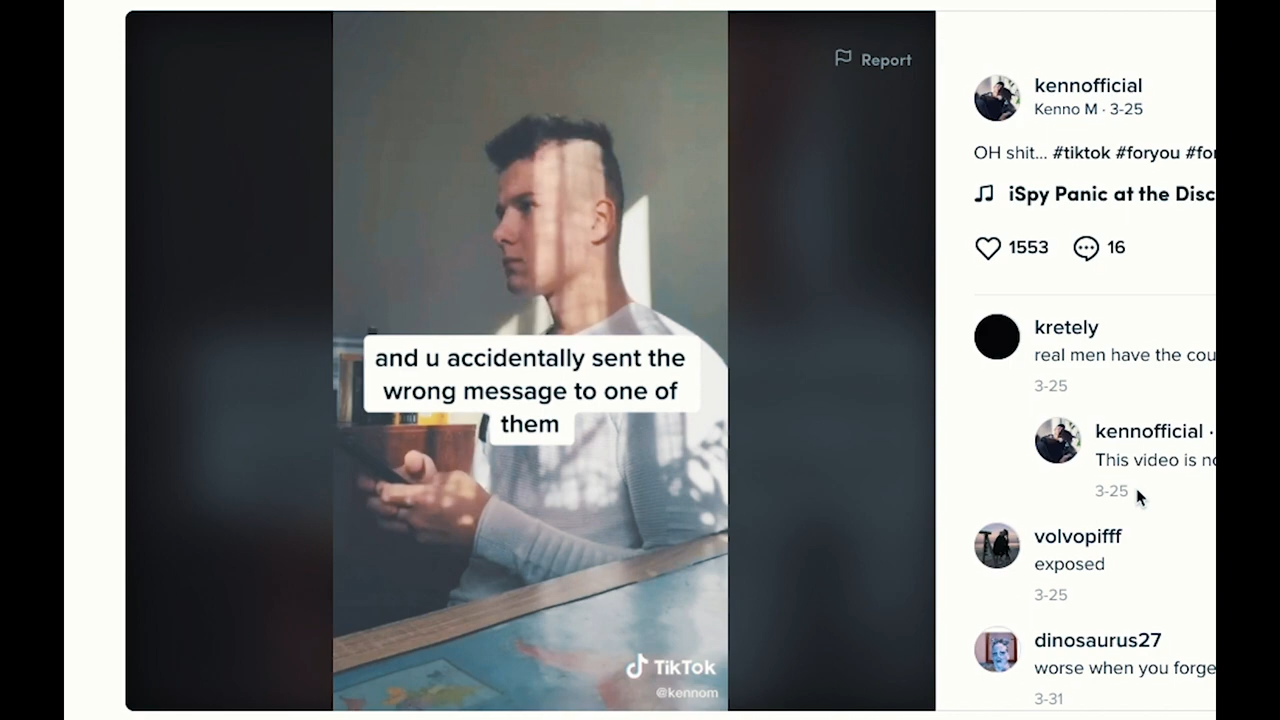 Report
and u accidentally sent the
wrong message to one of
them
TikTok
@kennom
kennofficial
Kenno M · 3-25
OH shit... #tiktok #foryou #for
iSpy Panic at the Disc
1553 16
kretely
real men have the cou
3-25
kennofficial ·
This video is no
3-25
volvopifff
exposed
3-25
dinosaurus27
worse when you forge
3-31